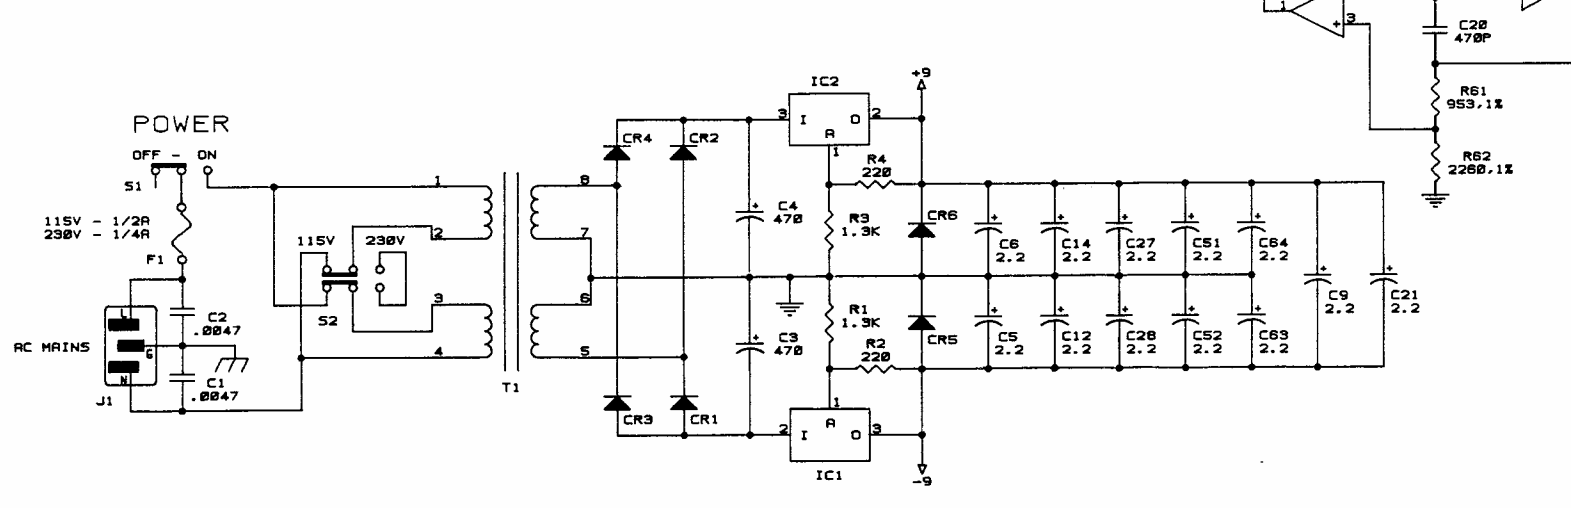 1
+
3
C20
470P
R61
953,1%
R62
2260,1%
POWER
OFF - ON
S1
115V - 1/2A
230V - 1/4A
F1
L
G
N
AC MAINS
J1
C2
.0047
C1
.0047
115V
230V
S2
1
2
3
4
8
7
6
5
T1
CR4
CR2
CR3
CR1
+
C4
470
+
C3
470
IC2
3
I
O
2
A
1
+9
R4
220
R3
1.3K
CR6
R1
1.3K
R2
220
CR5
1
A
2
I
O
3
IC1
-9
+
C6
2.2
+
C14
2.2
+
C27
2.2
+
C51
2.2
+
C64
2.2
+
C5
2.2
+
C12
2.2
+
C28
2.2
+
C52
2.2
+
C63
2.2
+
C9
2.2
+
C21
2.2